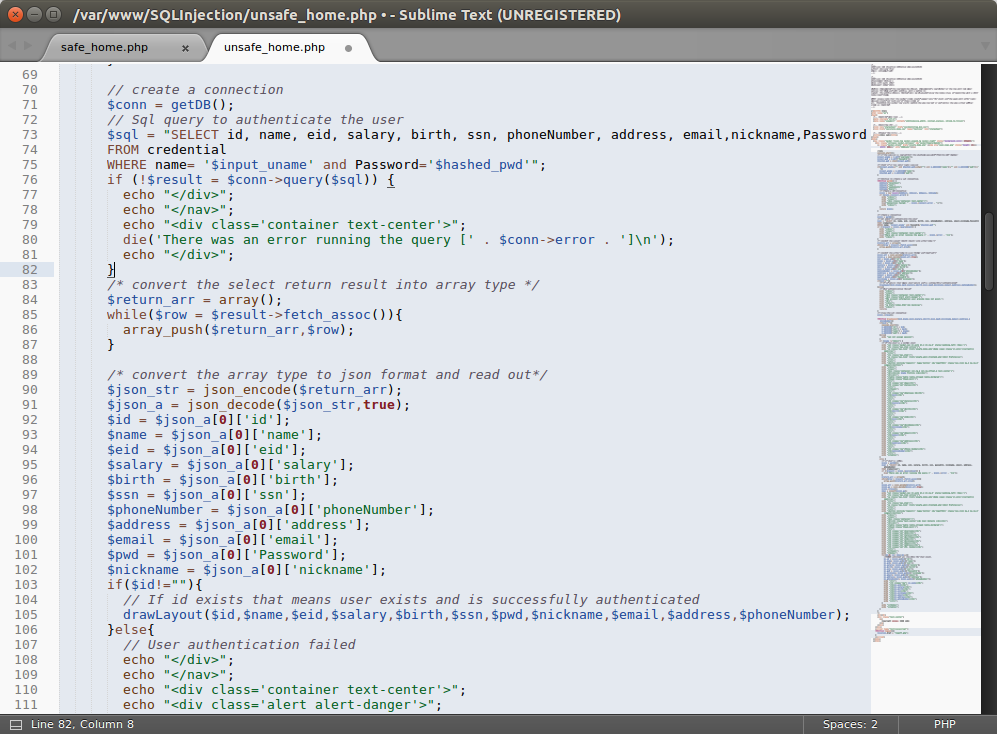 /var/www/SQLInjection/unsafe_home.php • - Sublime Text (UNREGISTERED)
safe_home.php × unsafe_home.php
69
70 // create a connection
71 $conn = getDB();
72 // Sql query to authenticate the user
73 $sql = "SELECT id, name, eid, salary, birth, ssn, phoneNumber, address, email,nickname,Password
74 FROM credential
75 WHERE name= '$input_uname' and Password='$hashed_pwd'";
76 if (!$result = $conn->query($sql)) {
77 echo "</div>";
78 echo "</nav>";
79 echo "<div class='container text-center'>";
80 die('There was an error running the query [' . $conn->error . ']\n');
81 echo "</div>";
82 }
83 /* convert the select return result into array type */
84 $return_arr = array();
85 while($row = $result->fetch_assoc()){
86 array_push($return_arr,$row);
87 }
88
89 /* convert the array type to json format and read out*/
90 $json_str = json_encode($return_arr);
91 $json_a = json_decode($json_str,true);
92 $id = $json_a[0]['id'];
93 $name = $json_a[0]['name'];
94 $eid = $json_a[0]['eid'];
95 $salary = $json_a[0]['salary'];
96 $birth = $json_a[0]['birth'];
97 $ssn = $json_a[0]['ssn'];
98 $phoneNumber = $json_a[0]['phoneNumber'];
99 $address = $json_a[0]['address'];
100 $email = $json_a[0]['email'];
101 $pwd = $json_a[0]['Password'];
102 $nickname = $json_a[0]['nickname'];
103 if($id!=""){
104 // If id exists that means user exists and is successfully authenticated
105 drawLayout($id,$name,$eid,$salary,$birth,$ssn,$pwd,$nickname,$email,$address,$phoneNumber);
106 }else{
107 // User authentication failed
108 echo "</div>";
109 echo "</nav>";
110 echo "<div class='container text-center'>";
111 echo "<div class='alert alert-danger'>";
Line 82, Column 8 Spaces: 2 PHP